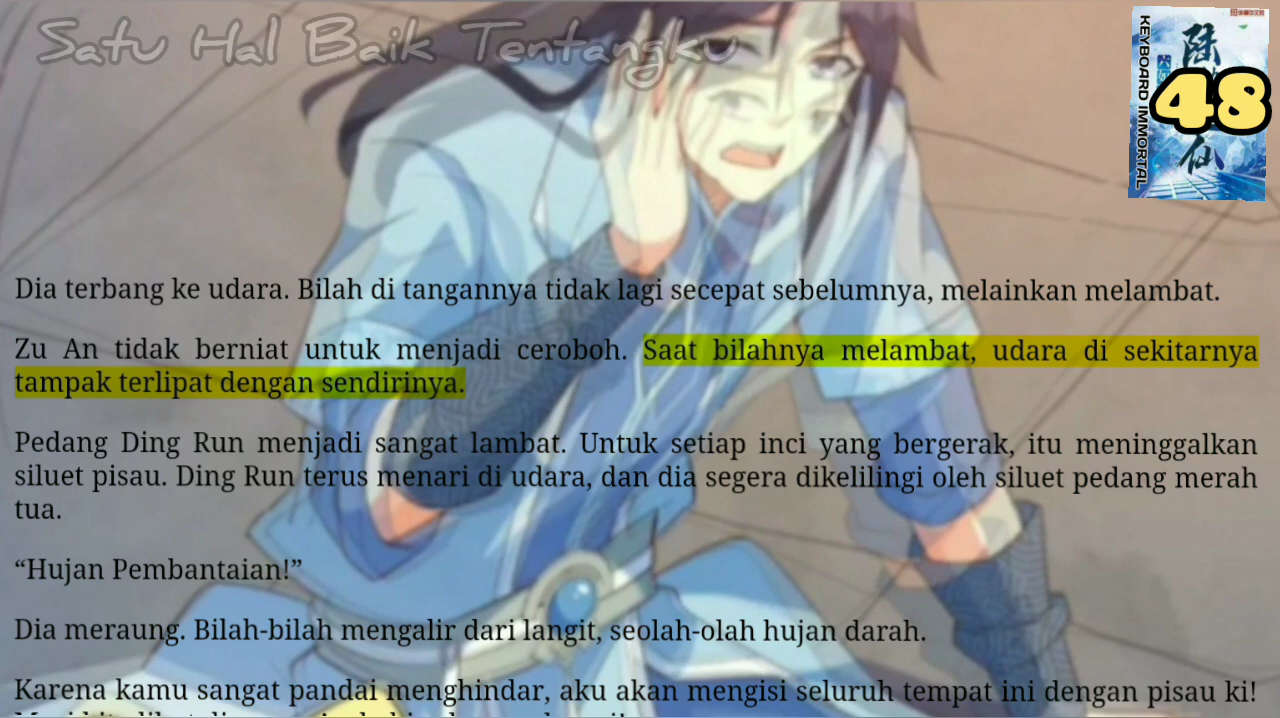 Satu Hal Baik Tentangku
KEYBOARD IMMORTAL
48
仙
Dia terbang ke udara. Bilah di tangannya tidak lagi secepat sebelumnya, melainkan melambat.
Zu An tidak berniat untuk menjadi ceroboh. Saat bilahnya melambat, udara di sekitarnya
tampak terlipat dengan sendirinya.
Pedang Ding Run menjadi sangat lambat. Untuk setiap inci yang bergerak, itu meninggalkan
siluet pisau. Ding Run terus menari di udara, dan dia segera dikelilingi oleh siluet pedang merah
tua.
“Hujan Pembantaian!”
Dia meraung. Bilah-bilah mengalir dari langit, seolah-olah hujan darah.
Karena kamu sangat pandai menghindar, aku akan mengisi seluruh tempat ini dengan pisau ki!